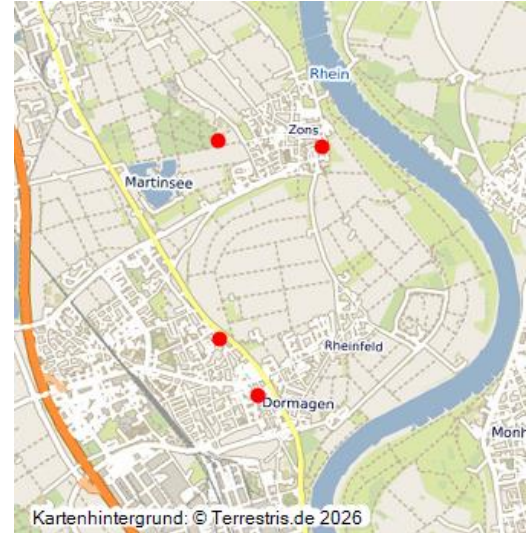 Rhein
Zons
Martinsee
Rheinfeld
Dormagen
Monh
Kartenhintergrund: © Terrestris.de 2026